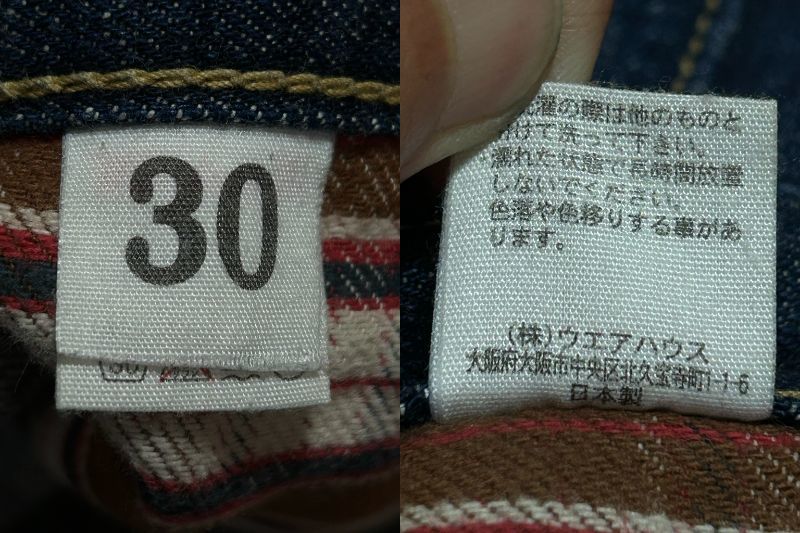 30
洗濯の際は他のものと
分けて洗って下さい。
濡れた状態で長時間放置
しないでください。
色落や色移りする事があ
ります。
(株)ウエアハウス
大阪府大阪市中央区北久宝寺町1-1-6
日本製